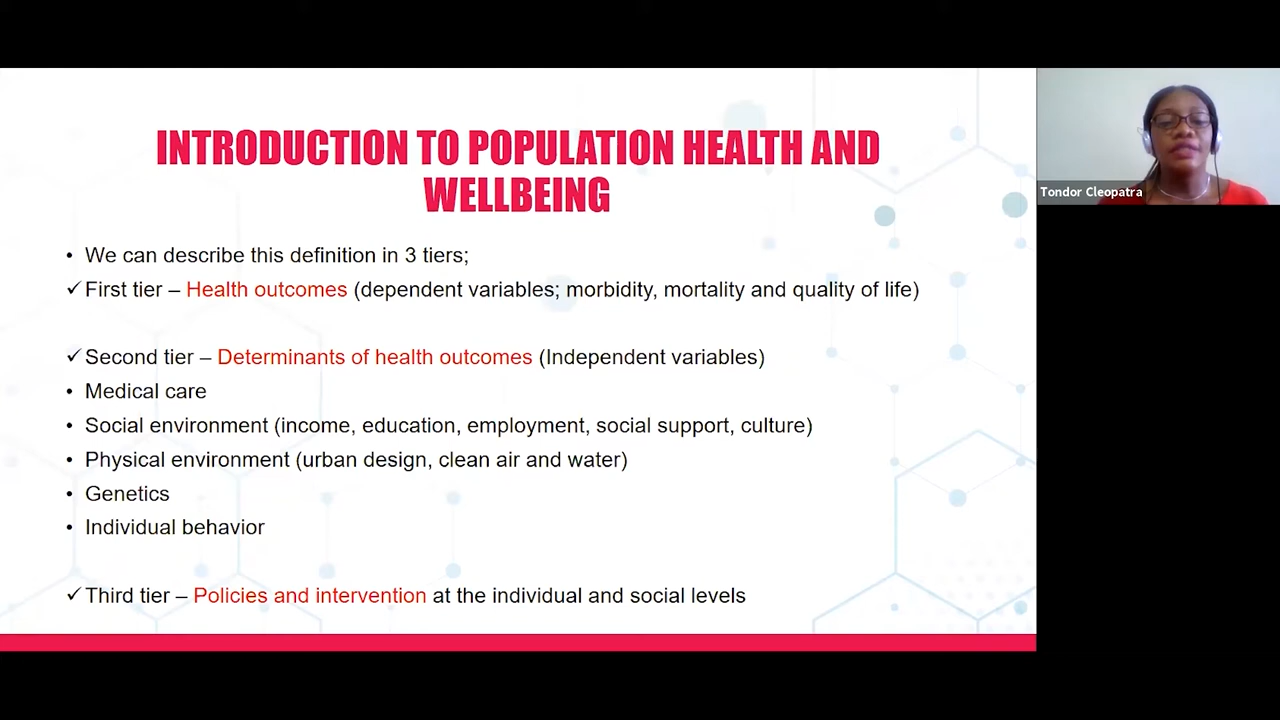 INTRODUCTION TO POPULATION HEALTH AND
WELLBEING
• We can describe this definition in 3 tiers;
✓ First tier – Health outcomes (dependent variables; morbidity, mortality and quality of life)
✓ Second tier – Determinants of health outcomes (Independent variables)
• Medical care
• Social environment (income, education, employment, social support, culture)
• Physical environment (urban design, clean air and water)
• Genetics
• Individual behavior
✓ Third tier – Policies and intervention at the individual and social levels
Tondor Cleopatra